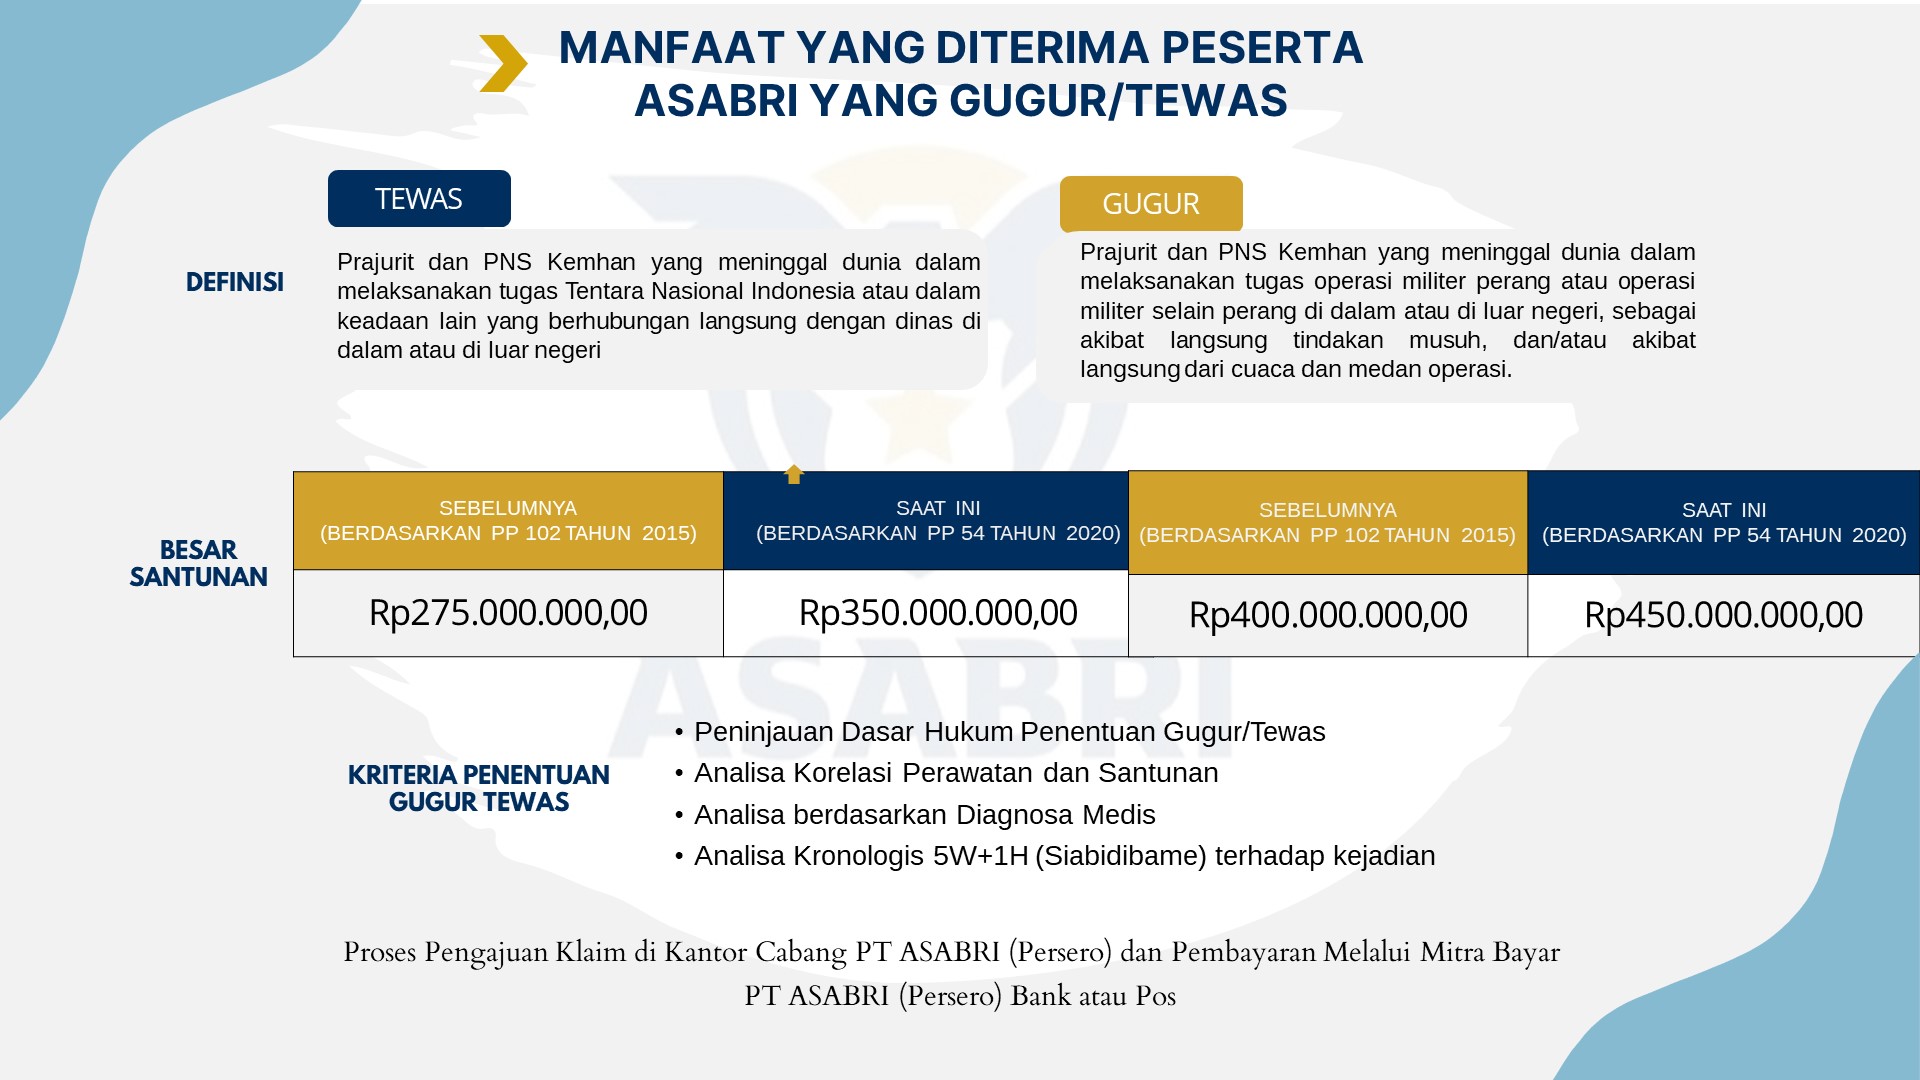 MANFAAT YANG DITERIMA PESERTA
ASABRI YANG GUGUR/TEWAS
TEWAS
GUGUR
DEFINISI
Prajurit dan PNS Kemhan yang meninggal dunia dalam
melaksanakan tugas Tentara Nasional Indonesia atau dalam
keadaan lain yang berhubungan langsung dengan dinas di
dalam atau di luar negeri
Prajurit dan PNS Kemhan yang meninggal dunia dalam
melaksanakan tugas operasi militer perang atau operasi
militer selain perang di dalam atau di luar negeri, sebagai
akibat langsung tindakan musuh, dan/atau akibat
langsung dari cuaca dan medan operasi.
BESAR
SANTUNAN
SEBELUMNYA
(BERDASARKAN PP 102 TAHUN 2015)
SAAT INI
(BERDASARKAN PP 54 TAHUN 2020)
SEBELUMNYA
(BERDASARKAN PP 102 TAHUN 2015)
SAAT INI
(BERDASARKAN PP 54 TAHUN 2020)
Rp275.000.000,00
Rp350.000.000,00
Rp400.000.000,00
Rp450.000.000,00
ASABRI
KRITERIA PENENTUAN
GUGUR TEWAS
• Peninjauan Dasar Hukum Penentuan Gugur/Tewas
• Analisa Korelasi Perawatan dan Santunan
• Analisa berdasarkan Diagnosa Medis
• Analisa Kronologis 5W+1H (Siabidibame) terhadap kejadian
Proses Pengajuan Klaim di Kantor Cabang PT ASABRI (Persero) dan Pembayaran Melalui Mitra Bayar
PT ASABRI (Persero) Bank atau Pos